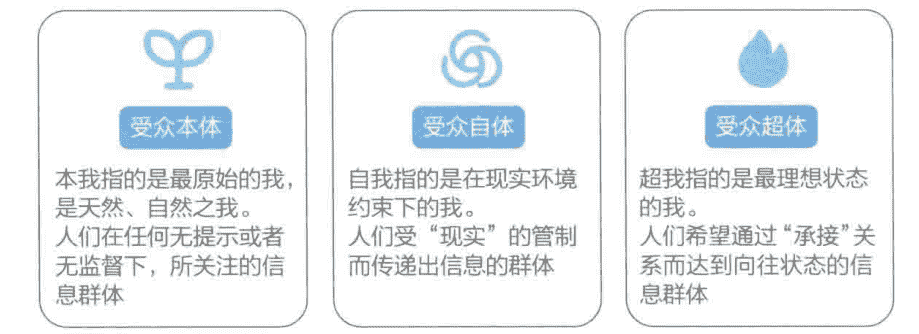 受众本体
本我指的是最原始的我，
是天然、自然之我。
人们在任何无提示或者
无监督下，所关注的信
息群体
受众自体
自我指的是在现实环境
约束下的我。
人们受“现实”的管制
而传递出信息的群体
受众超体
超我指的是最理想状态
的我。
人们希望通过“承接”关
系而达到向往状态的信
息群体